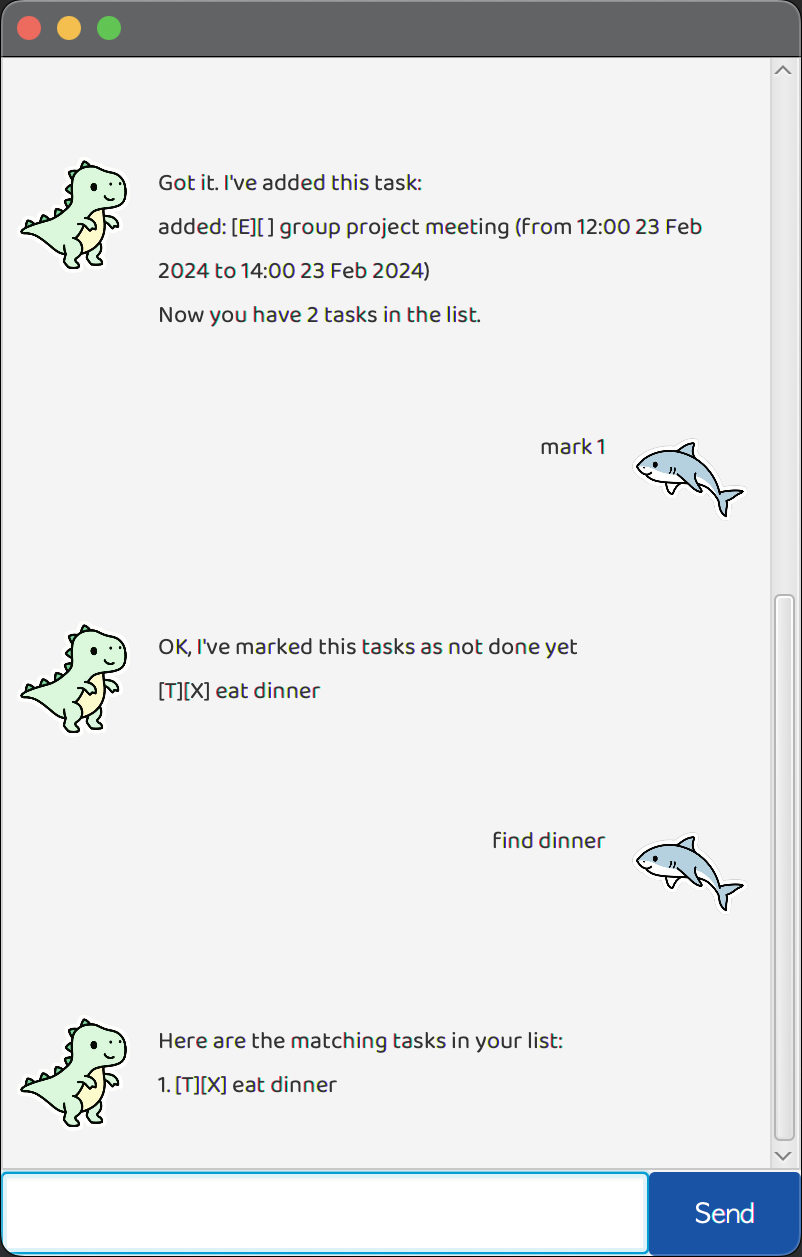 Got it. I've added this task:
added: [E][ ] group project meeting (from 12:00 23 Feb
2024 to 14:00 23 Feb 2024)
Now you have 2 tasks in the list.
mark 1
OK, I've marked this tasks as not done yet
[T][X] eat dinner
find dinner
Here are the matching tasks in your list:
1. [T][X] eat dinner
Send